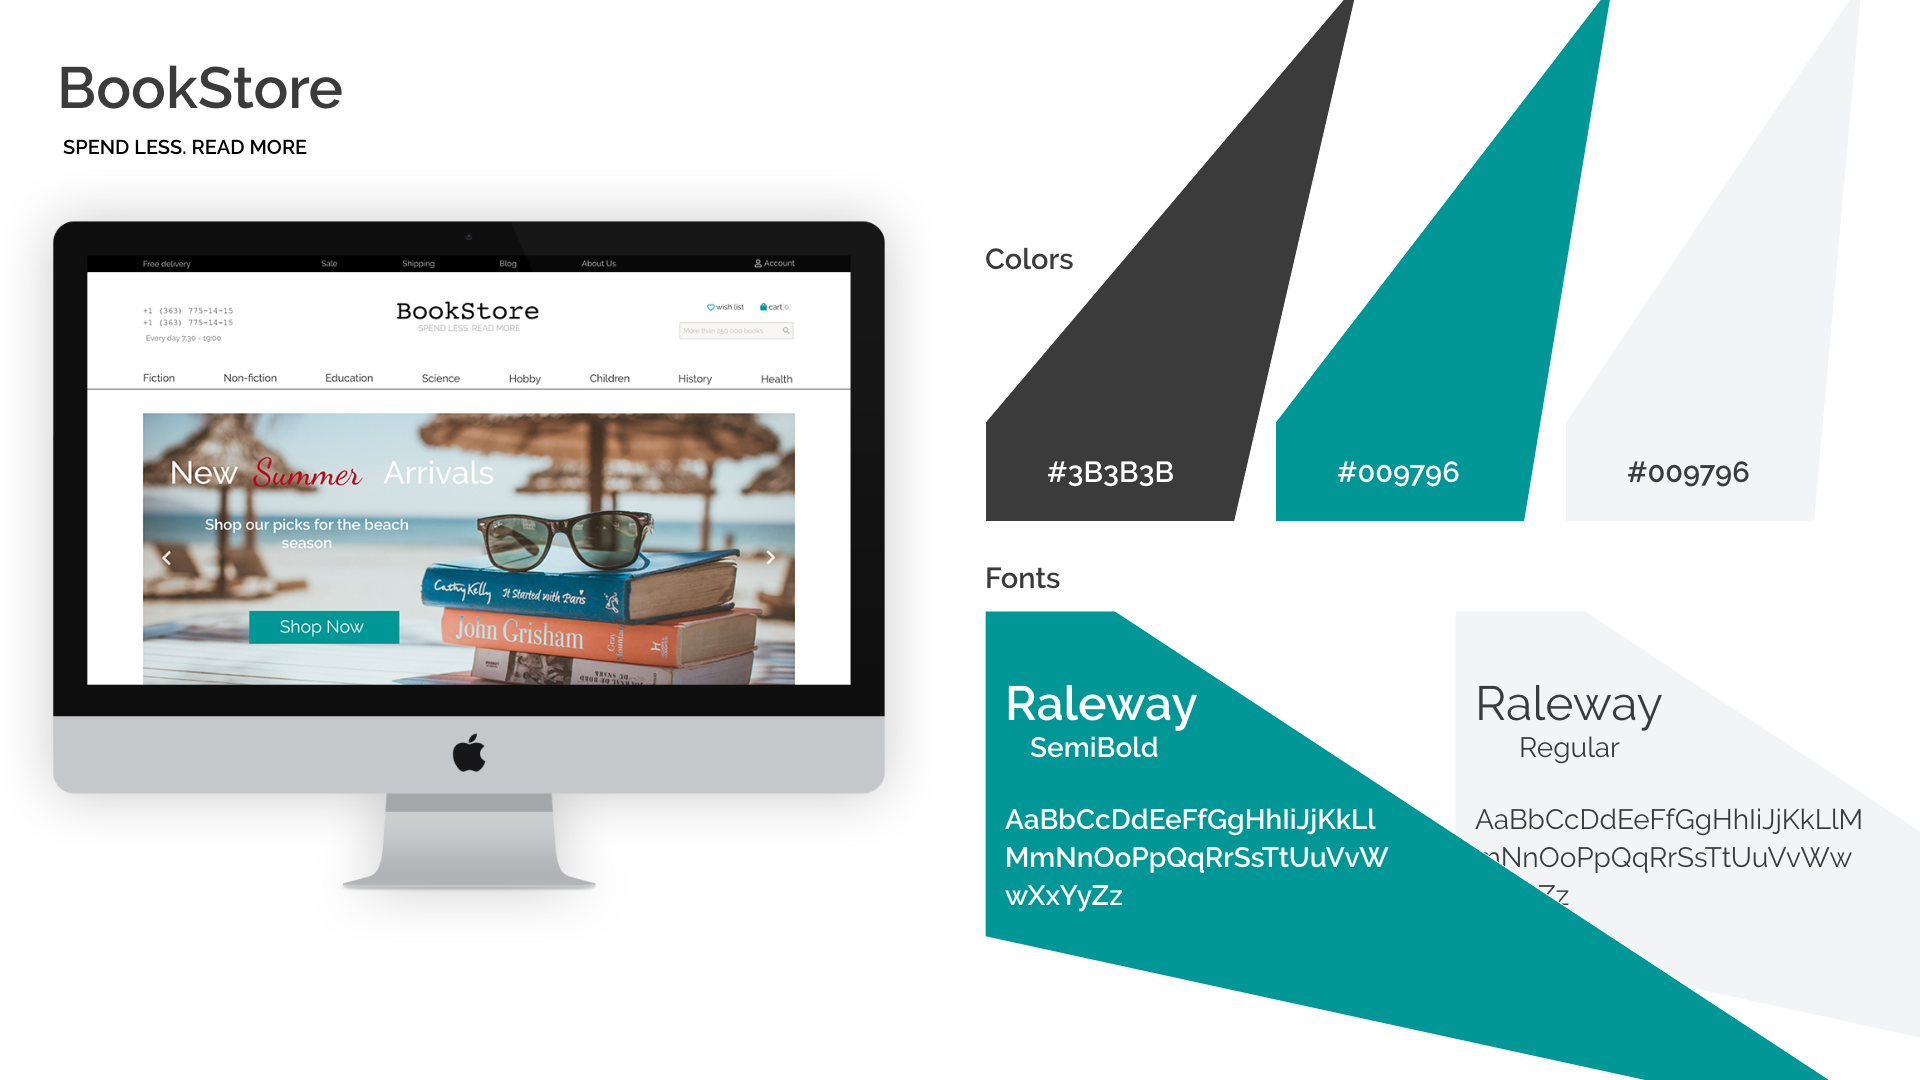 BookStore
SPEND LESS. READ MORE
Free delivery
Sale
Shipping
Blog
About Us
Account
+1 (363) 775-14-15
+1 (363) 775-14-15
Every day 7:30 - 19:00
BookStore
SPEND LESS. READ MORE
wish list
cart(0)
More than 250 000 books
Fiction
Non-fiction
Education
Science
Hobby
Children
History
Health
New Summer Arrivals
Shop our picks for the beach
season
Shop Now
Cathy Kelly It Started with Paris
John Grisham
Gray
Mountain
Colors
#3B3B3B
#009796
#009796
Fonts
Raleway
SemiBold
AaBbCcDdEeFfGgHhIiJjKkLl
MmNnOoPpQqRrSsTtUuVvW
wXxYyZz
Raleway
Regular
AaBbCcDdEeFfGgHhIiJjKkLlM
mNnOoPpQqRrSsTtUuVvWw
Zz